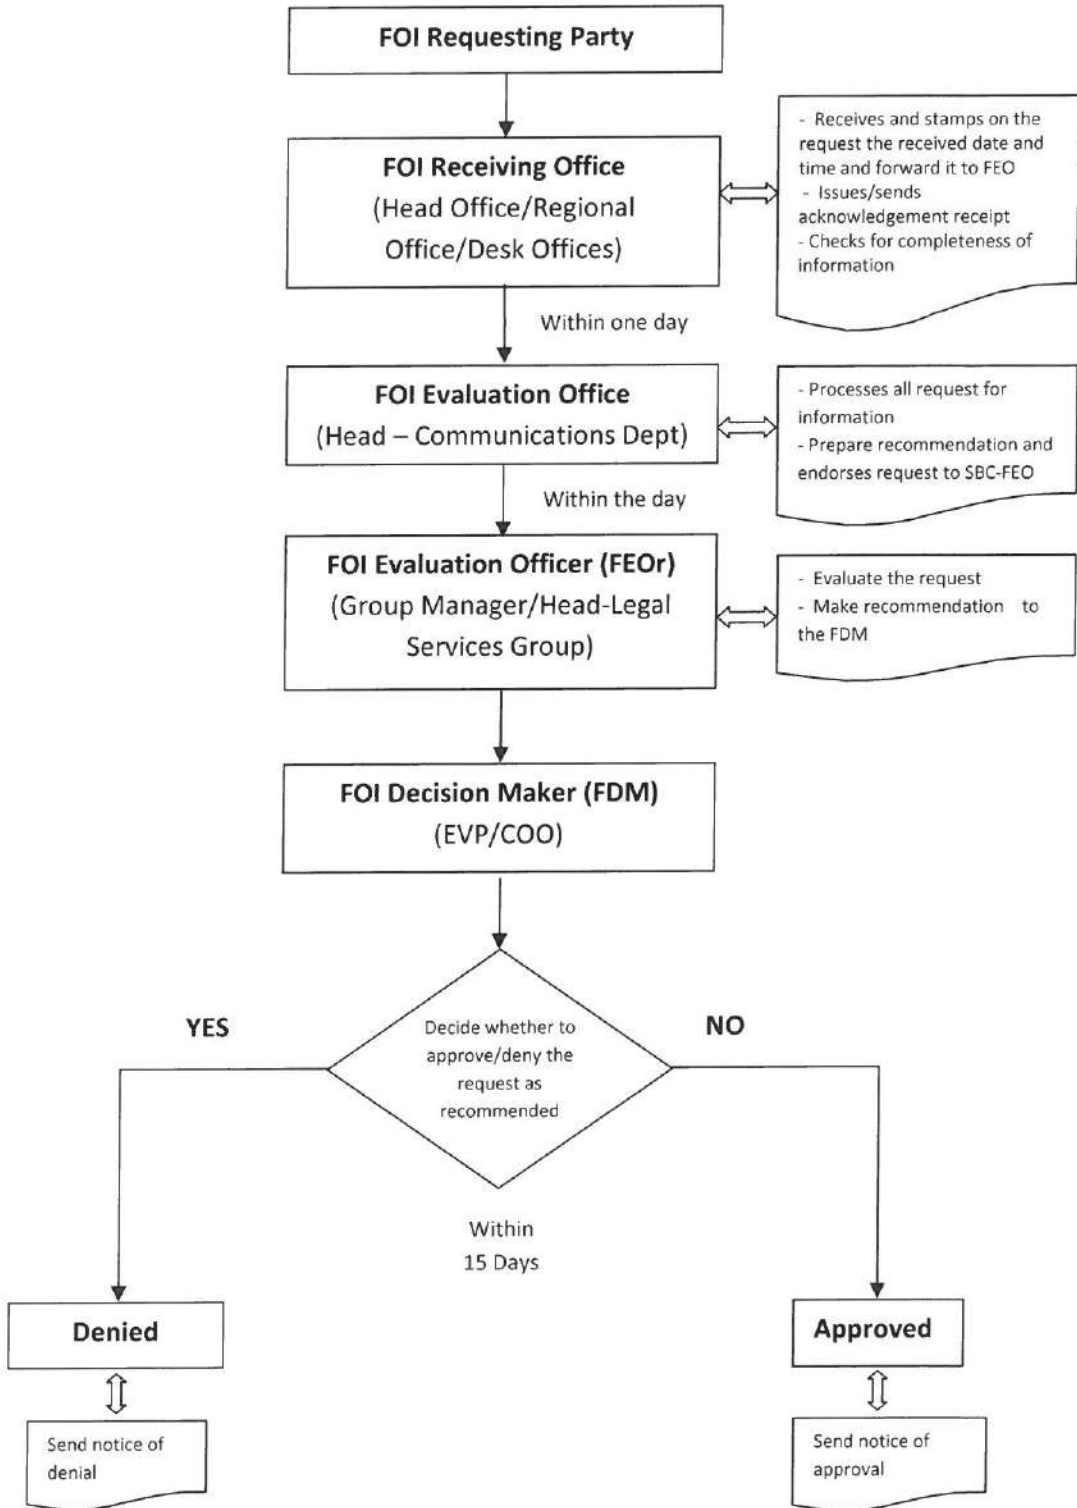 FOI Requesting Party
FOI Receiving Office
(Head Office/Regional
Office/Desk Offices)
- Receives and stamps on the
request the received date and
time and forward it to FEO
- Issues/sends
acknowledgement receipt
- Checks for completeness of
information
Within one day
FOI Evaluation Office
(Head – Communications Dept)
- Processes all request for
information
- Prepare recommendation and
endorses request to SBC-FEO
Within the day
FOI Evaluation Officer (FEOr)
(Group Manager/Head-Legal
Services Group)
- Evaluate the request
- Make recommendation to
the FDM
FOI Decision Maker (FDM)
(EVP/COO)
YES
Decide whether to
approve/deny the
request as
recommended
NO
Within
15 Days
Denied
Approved
Send notice of
denial
Send notice of
approval